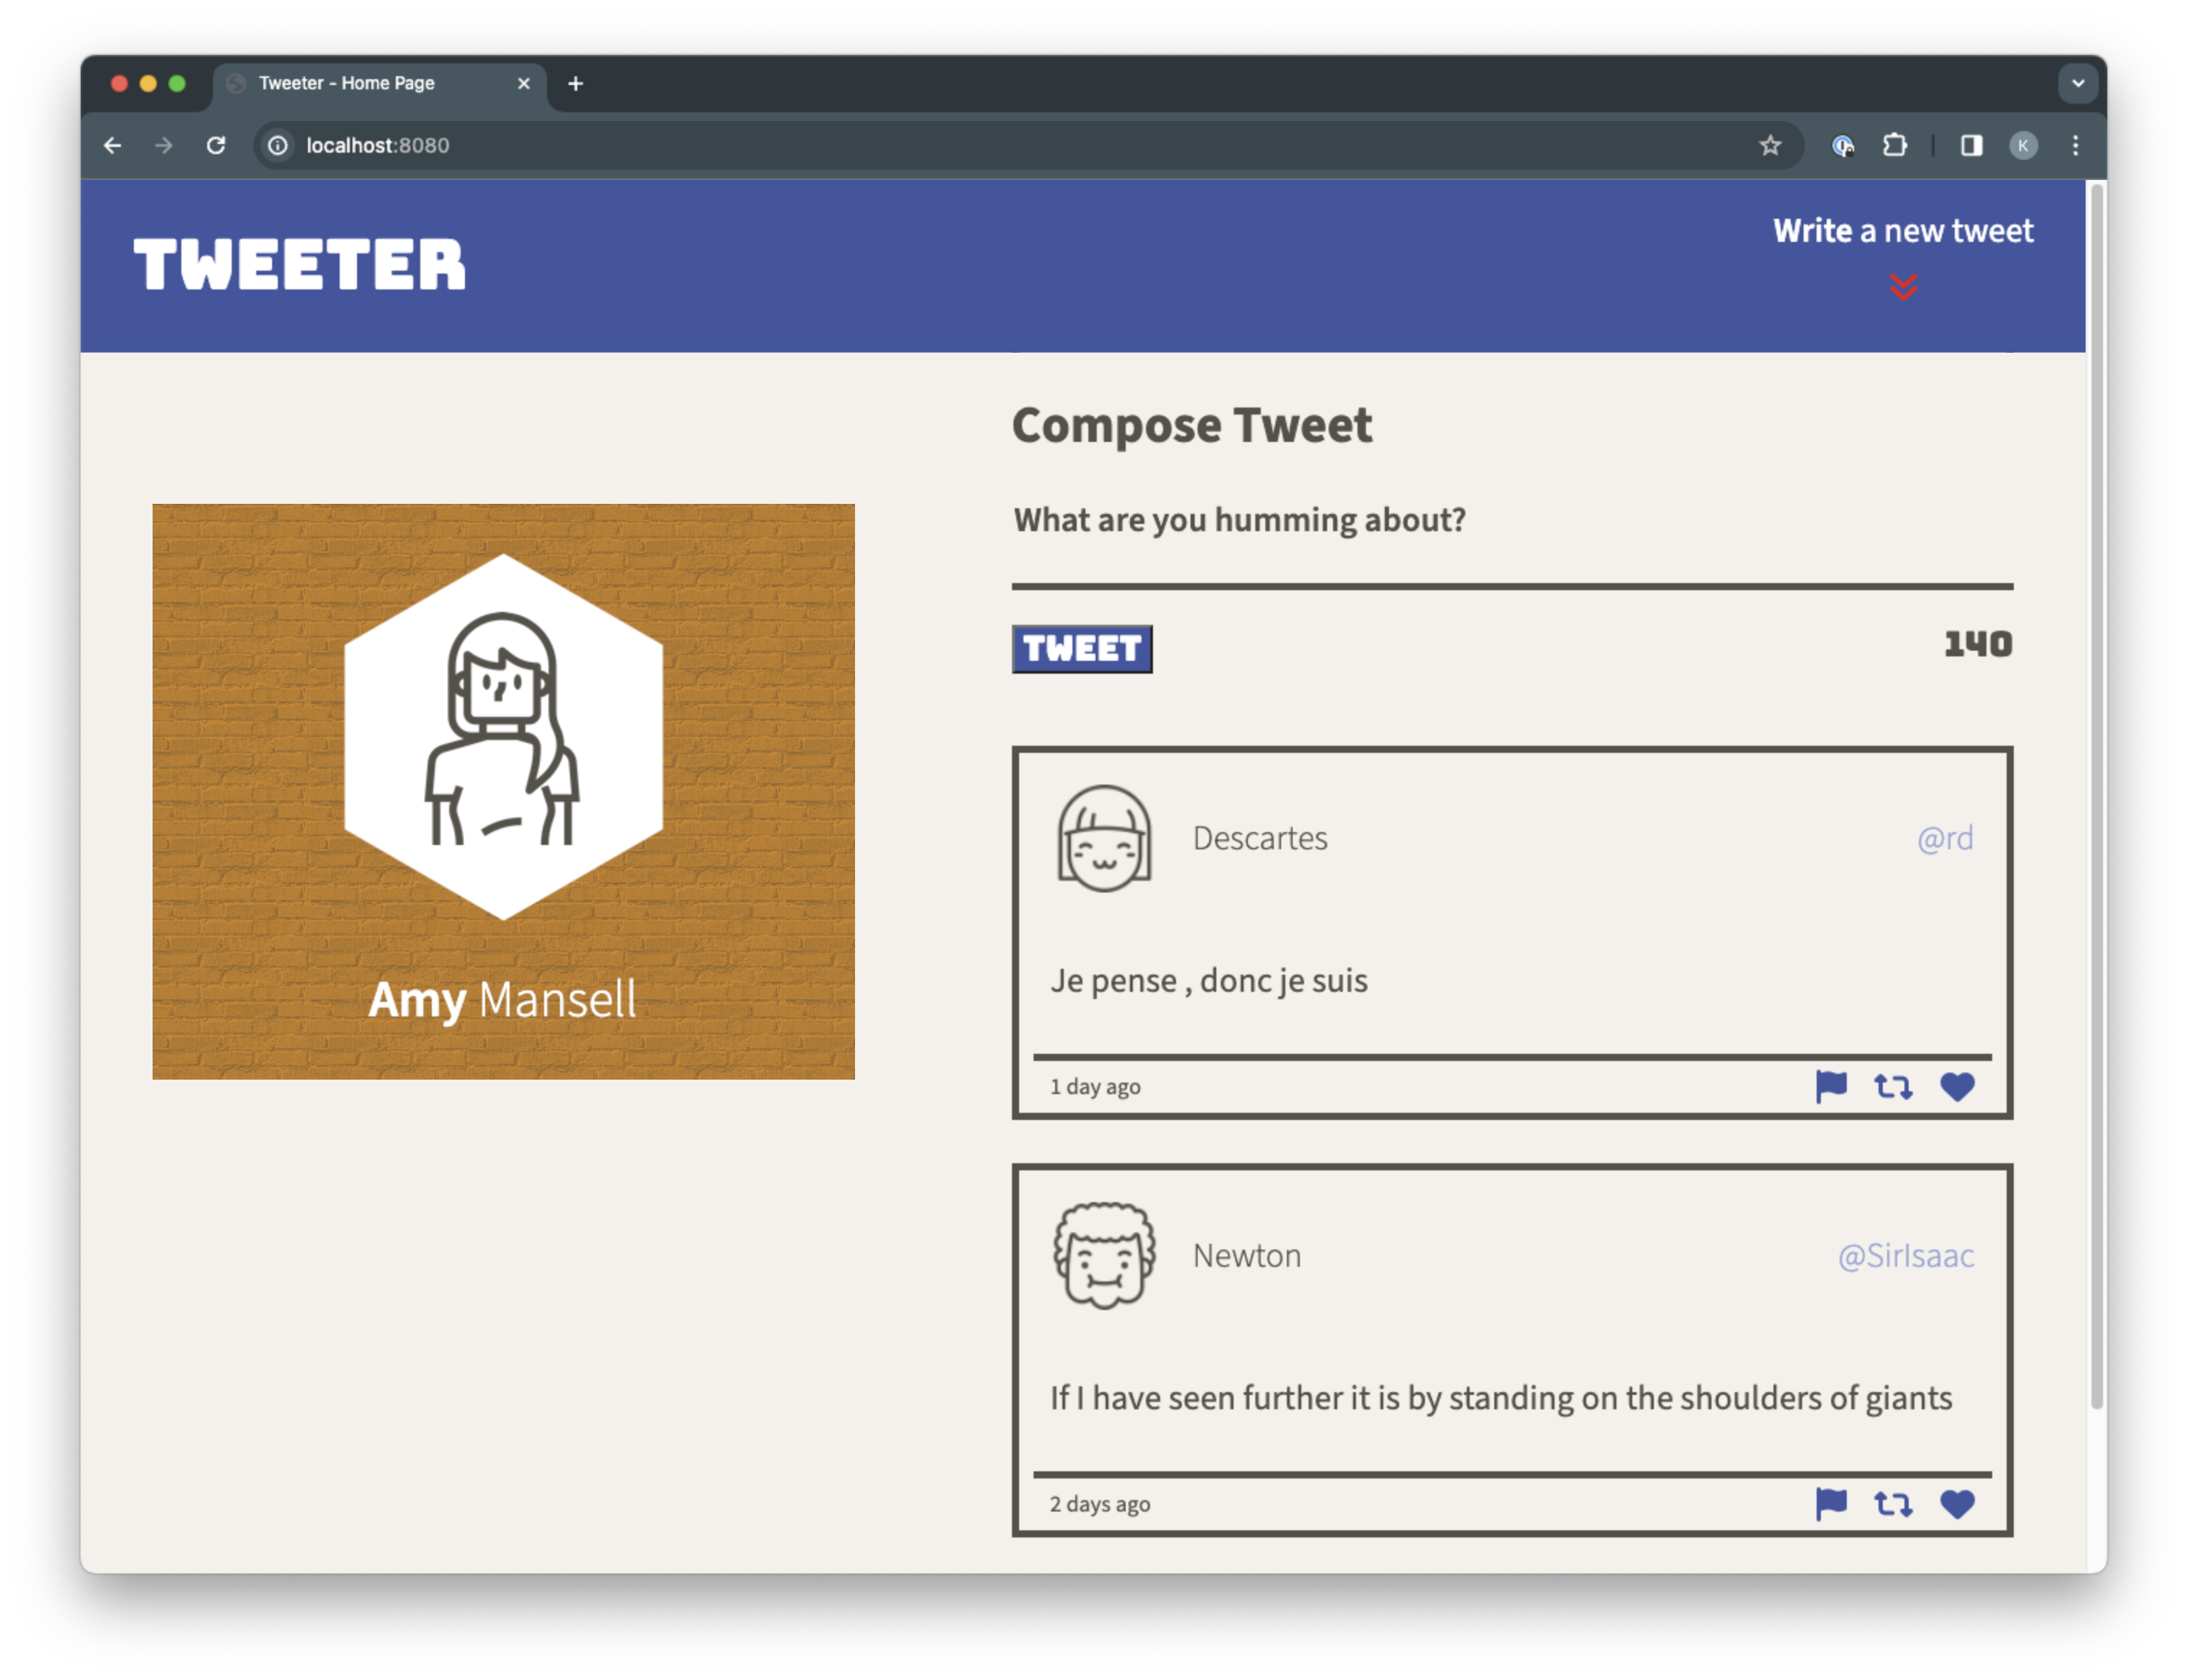 Tweeter - Home Page
localhost:8080
K
TWEETER
Write a new tweet
Compose Tweet
What are you humming about?
TWEET
140
Amy Mansell
Descartes
@rd
Je pense , donc je suis
1 day ago
Newton
@SirIsaac
If I have seen further it is by standing on the shoulders of giants
2 days ago